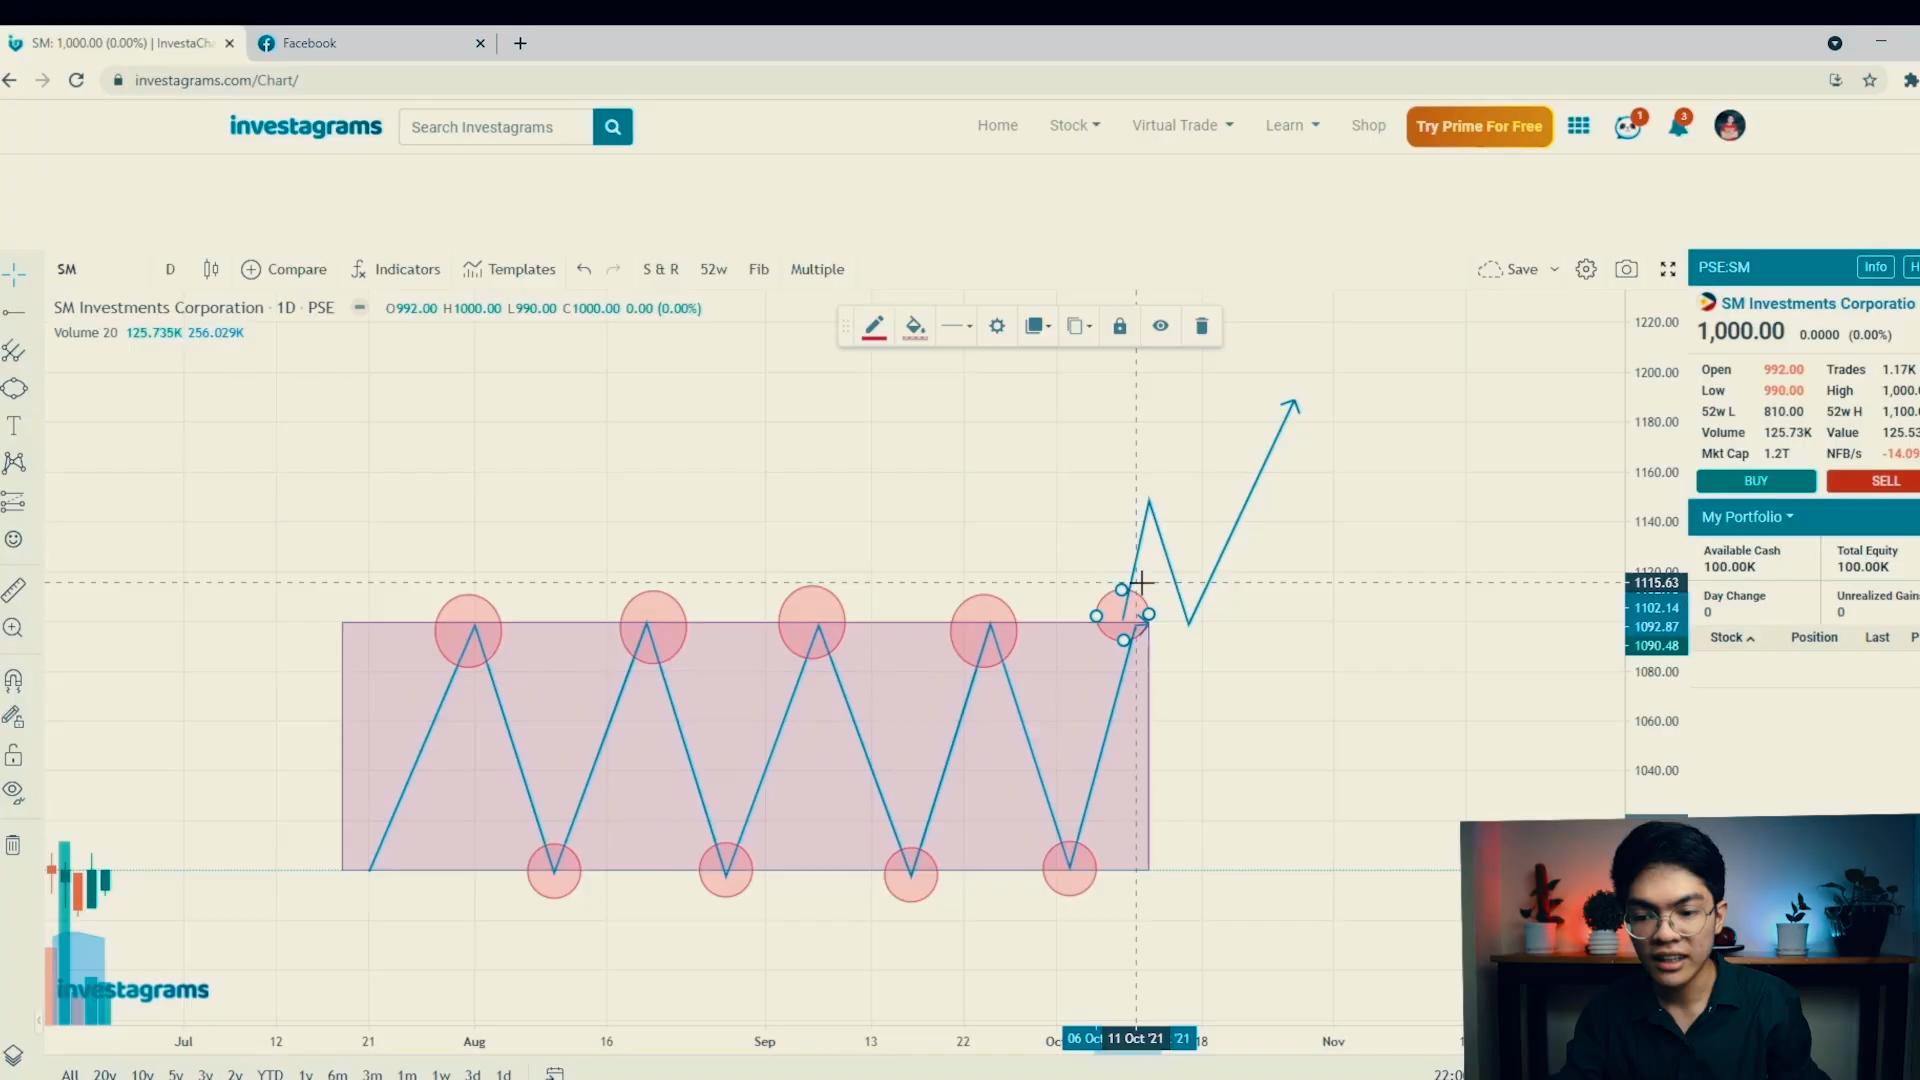 SM: 1,000.00 (0.00%) | InvestaCha
Facebook
investagrams.com/Chart/
investagrams
Search Investagrams
Home
Stock
Virtual Trade
Learn
Shop
Try Prime For Free
1
3
SM
D
Compare
Indicators
Templates
S & R
52w
Fib
Multiple
Save
PSE:SM
Info
H
SM Investments Corporation · 1D · PSE
O992.00 H1000.00 L990.00 C1000.00 0.00 (0.00%)
Volume 20 125.735K 256.029K
SM Investments Corporatio
1,000.00 0.0000 (0.00%)
Open 992.00 Trades 1.17K
Low 990.00 High 1,000.0
52w L 810.00 52w H 1,100.0
Volume 125.73K Value 125.53
Mkt Cap 1.2T NFB/s -14.09
BUY
SELL
My Portfolio
Available Cash
Total Equity
100.00K
100.00K
Day Change
Unrealized Gain
0
0
Stock
Position
Last
P
1220.00
1200.00
1180.00
1160.00
1140.00
1115.63
1102.14
1092.87
1090.48
1080.00
1060.00
1040.00
investagrams
Jul
12
21
Aug
16
Sep
13
22
06 Oct
11 Oct '21
'21
18
Nov
All 20y 10y 5y 3y 2y YTD 1y 6m 3m 1m 1w 3d 1d